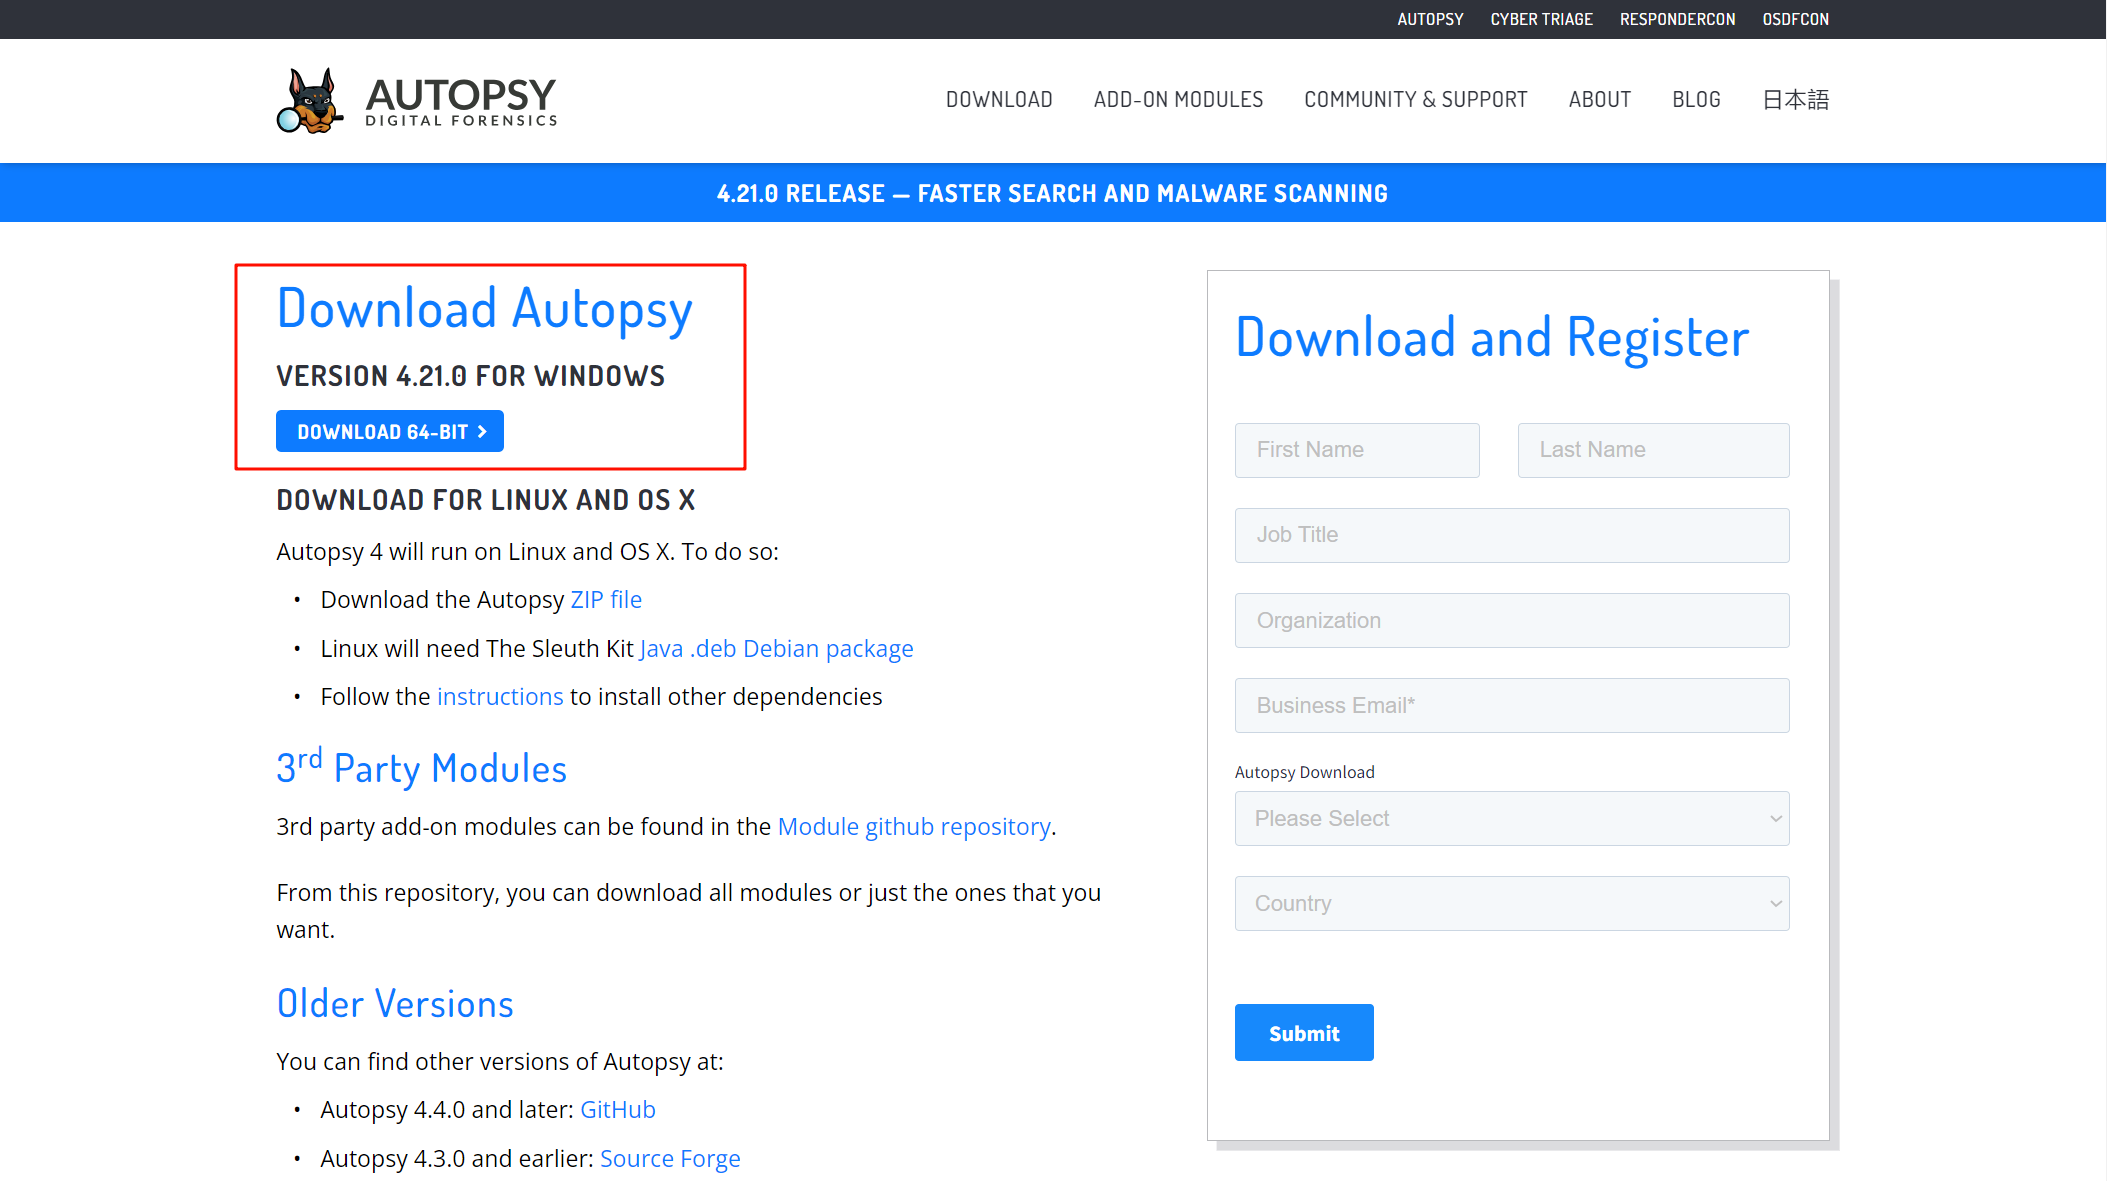 AUTOPSY CYBER TRIAGE RESPONDERCON OSDFCON
AUTOPSY
DIGITAL FORENSICS
DOWNLOAD ADD-ON MODULES COMMUNITY & SUPPORT ABOUT BLOG 日本語
4.21.0 RELEASE — FASTER SEARCH AND MALWARE SCANNING
Download Autopsy
VERSION 4.21.0 FOR WINDOWS
DOWNLOAD 64-BIT
DOWNLOAD FOR LINUX AND OS X
Autopsy 4 will run on Linux and OS X. To do so:
• Download the Autopsy ZIP file
• Linux will need The Sleuth Kit Java .deb Debian package
• Follow the instructions to install other dependencies
3rd Party Modules
3rd party add-on modules can be found in the Module github repository.
From this repository, you can download all modules or just the ones that you
want.
Older Versions
You can find other versions of Autopsy at:
• Autopsy 4.4.0 and later: GitHub
• Autopsy 4.3.0 and earlier: Source Forge
Download and Register
First Name Last Name
Job Title
Organization
Business Email*
Autopsy Download
Please Select
Country
Submit